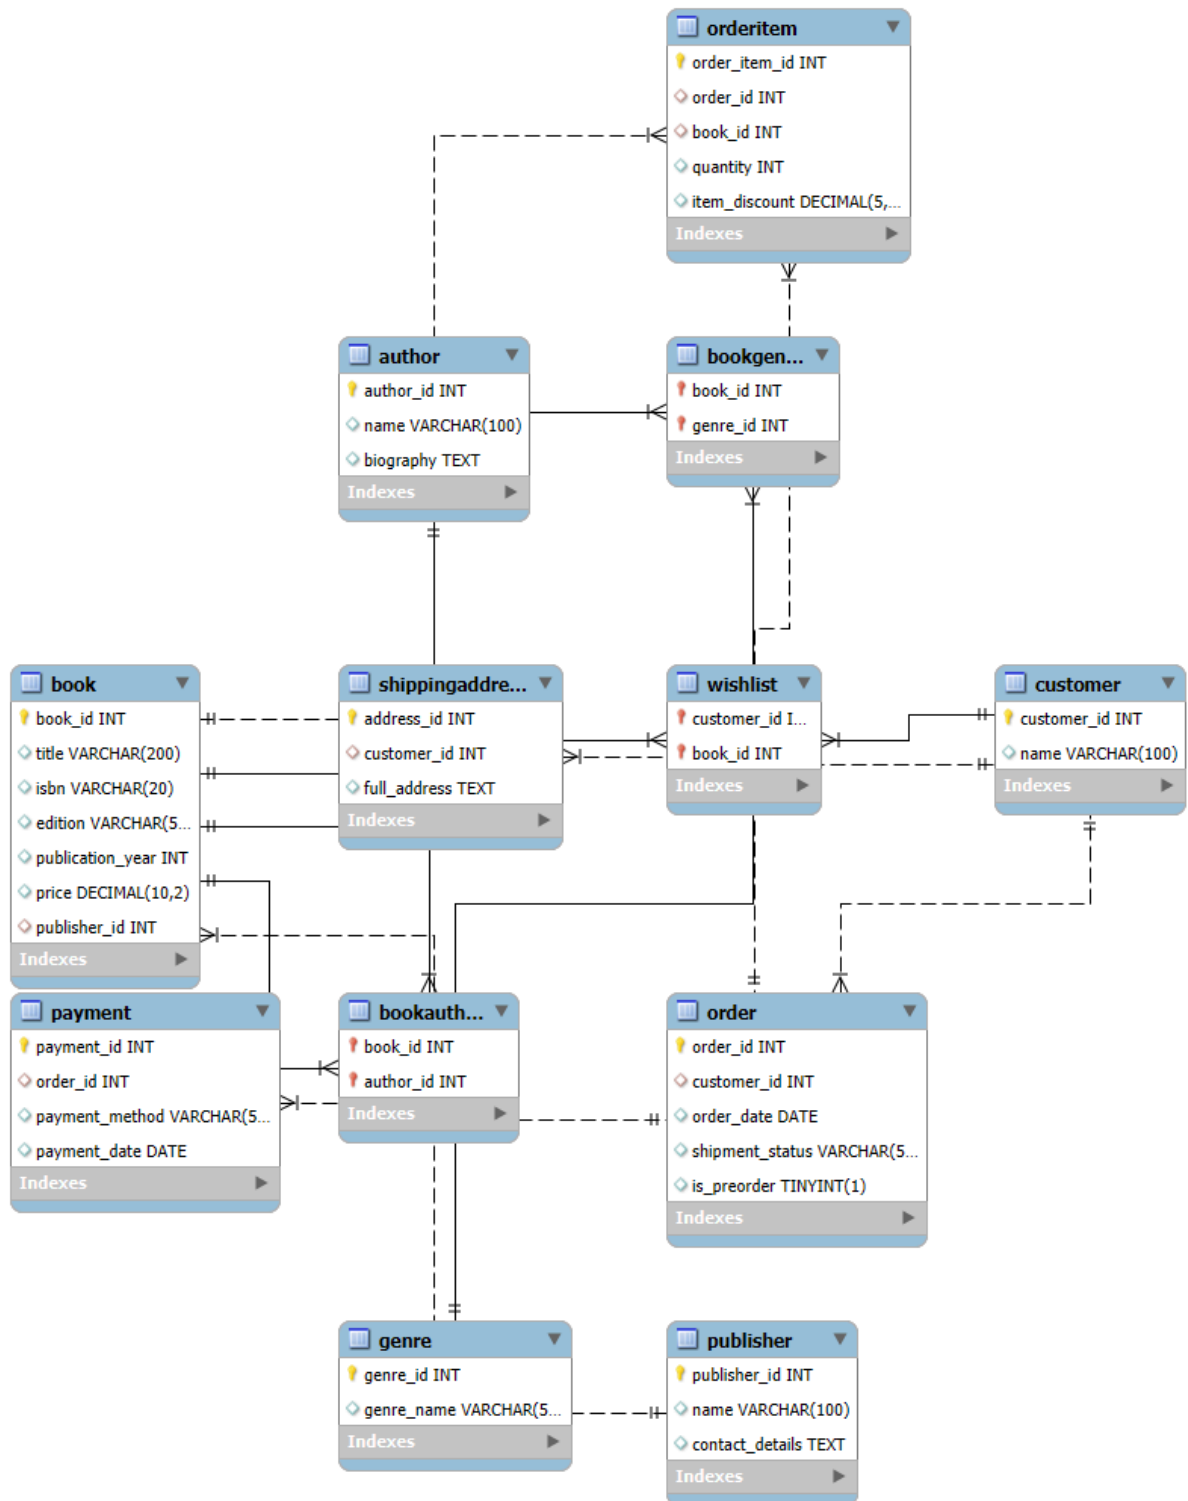 orderitem
order_item_id INT
order_id INT
book_id INT
quantity INT
item_discount DECIMAL(5,...
Indexes
author
author_id INT
name VARCHAR(100)
biography TEXT
Indexes
bookgen...
book_id INT
genre_id INT
Indexes
book
book_id INT
title VARCHAR(200)
isbn VARCHAR(20)
edition VARCHAR(5...
publication_year INT
price DECIMAL(10,2)
publisher_id INT
Indexes
shippingaddre...
address_id INT
customer_id INT
full_address TEXT
Indexes
wishlist
customer_id I...
book_id INT
Indexes
customer
customer_id INT
name VARCHAR(100)
Indexes
payment
payment_id INT
order_id INT
payment_method VARCHAR(5...
payment_date DATE
Indexes
bookauth...
book_id INT
author_id INT
Indexes
order
order_id INT
customer_id INT
order_date DATE
shipment_status VARCHAR(5...
is_preorder TINYINT(1)
Indexes
genre
genre_id INT
genre_name VARCHAR(5...
Indexes
publisher
publisher_id INT
name VARCHAR(100)
contact_details TEXT
Indexes